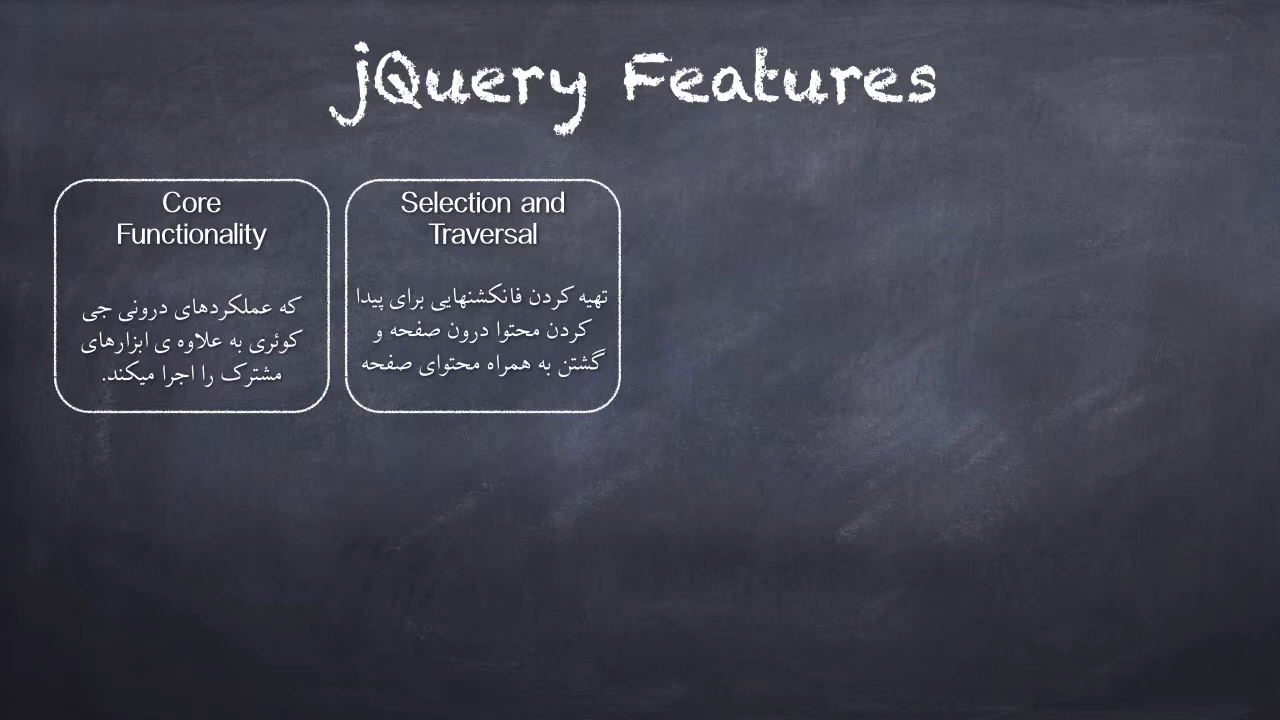 jQuery Features
Core
Functionality
که عملکردهای درونی جی
کوئری به علاوه ی ابزارهای
مشترک را اجرا میکند.
Selection and
Traversal
تهیه کردن فانکشنهایی برای پیدا
کردن محتوا درون صفحه و
گشتن به همراه محتوای صفحه